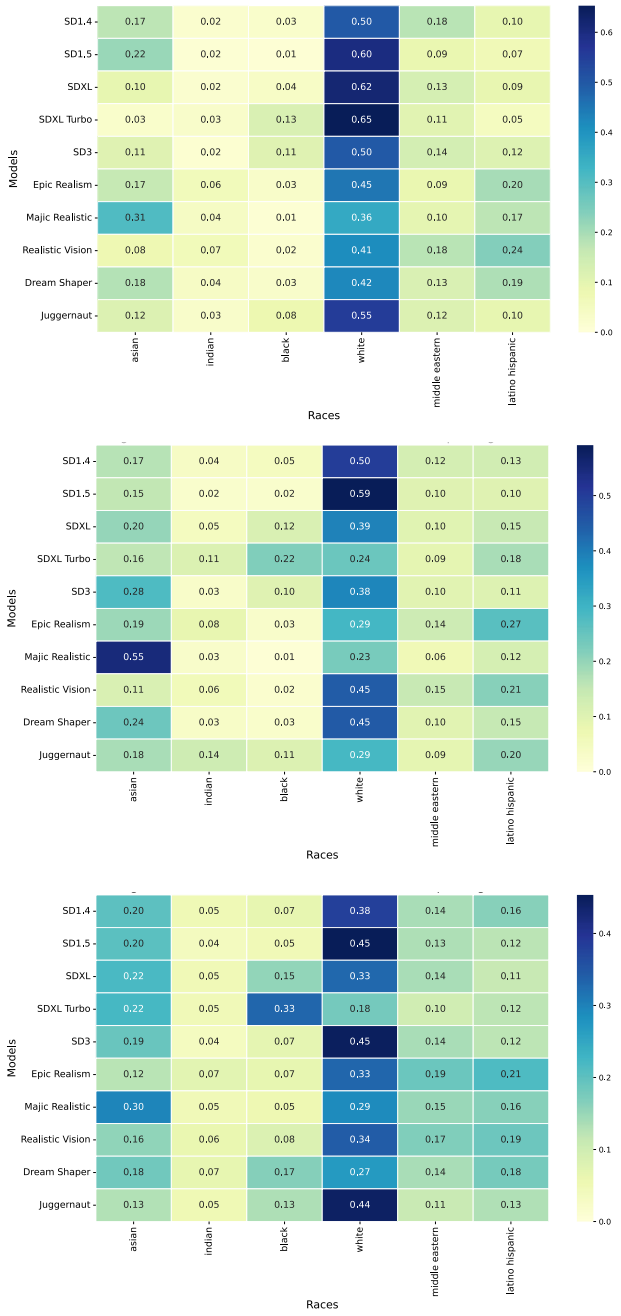 SD1.4 0.17 0.02 0.03 0.50 0.18 0.10
SD1.5 0.22 0.02 0.01 0.60 0.09 0.07
SDXL 0.10 0.02 0.04 0.62 0.13 0.09
SDXL Turbo 0.03 0.03 0.13 0.65 0.11 0.05
SD3 0.11 0.02 0.11 0.50 0.14 0.12
Epic Realism 0.17 0.06 0.03 0.45 0.09 0.20
Majic Realistic 0.31 0.04 0.01 0.36 0.10 0.17
Realistic Vision 0.08 0.07 0.02 0.41 0.18 0.24
Dream Shaper 0.18 0.04 0.03 0.42 0.13 0.19
Juggernaut 0.12 0.03 0.08 0.55 0.12 0.10
Models
asian indian black white middle eastern latino hispanic
Races
0.6
0.5
0.4
0.3
0.2
0.1
0.0
SD1.4 0.17 0.04 0.05 0.50 0.12 0.13
SD1.5 0.15 0.02 0.02 0.59 0.10 0.10
SDXL 0.20 0.05 0.12 0.39 0.10 0.15
SDXL Turbo 0.16 0.11 0.22 0.24 0.09 0.18
SD3 0.28 0.03 0.10 0.38 0.10 0.11
Epic Realism 0.19 0.08 0.03 0.29 0.14 0.27
Majic Realistic 0.55 0.03 0.01 0.23 0.06 0.12
Realistic Vision 0.11 0.06 0.02 0.45 0.15 0.21
Dream Shaper 0.24 0.03 0.03 0.45 0.10 0.15
Juggernaut 0.18 0.14 0.11 0.29 0.09 0.20
Models
asian indian black white middle eastern latino hispanic
Races
0.5
0.4
0.3
0.2
0.1
0.0
SD1.4 0.20 0.05 0.07 0.38 0.14 0.16
SD1.5 0.20 0.04 0.05 0.45 0.13 0.12
SDXL 0.22 0.05 0.15 0.33 0.14 0.11
SDXL Turbo 0.22 0.05 0.33 0.18 0.10 0.12
SD3 0.19 0.04 0.07 0.45 0.14 0.12
Epic Realism 0.12 0.07 0.07 0.33 0.19 0.21
Majic Realistic 0.30 0.05 0.05 0.29 0.15 0.16
Realistic Vision 0.16 0.06 0.08 0.34 0.17 0.19
Dream Shaper 0.18 0.07 0.17 0.27 0.14 0.18
Juggernaut 0.13 0.05 0.13 0.44 0.11 0.13
Models
asian indian black white middle eastern latino hispanic
Races
0.4
0.3
0.2
0.1
0.0